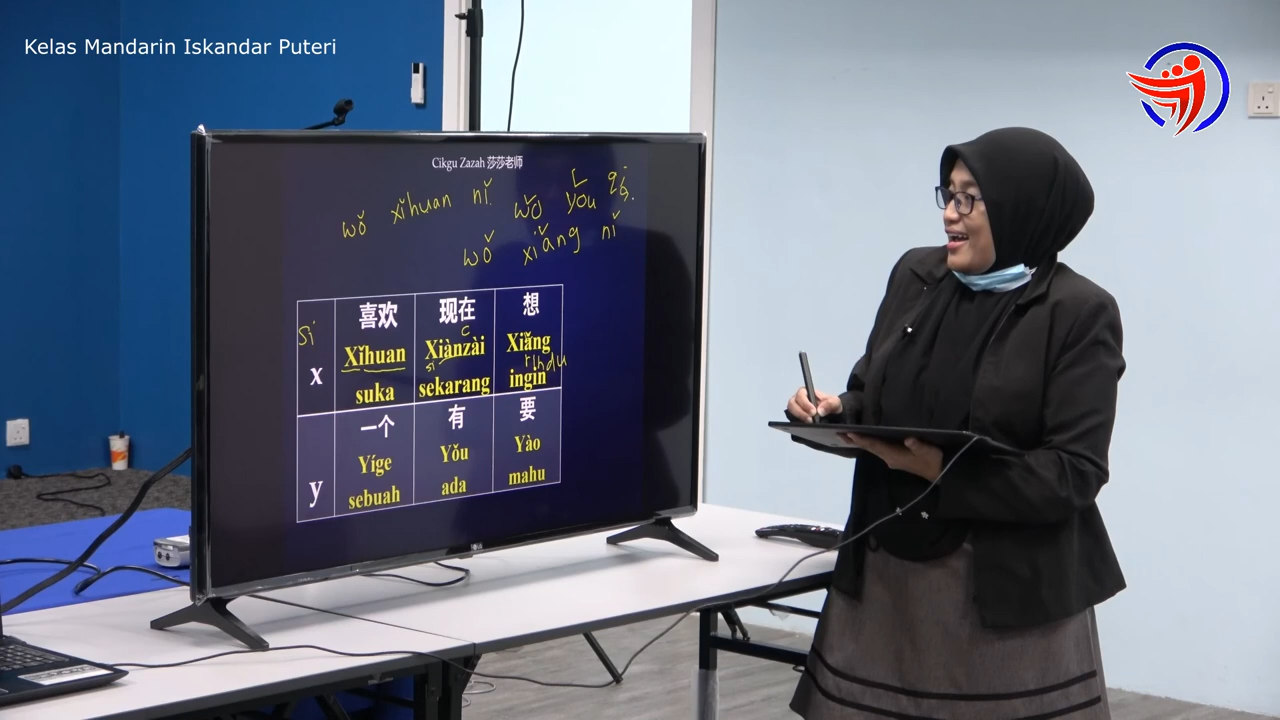 Kelas Mandarin Iskandar Puteri
Cikgu Zazah 莎莎老师
wǒ xǐhuan nǐ. wǒ yǒu
wǒ xiǎng nǐ
喜欢 现在 想
si c
x Xǐhuan Xiànzài Xiǎng
si rindu
suka sekarang ingin
一个 有 要
y Yíge Yǒu Yào
sebuah ada mahu